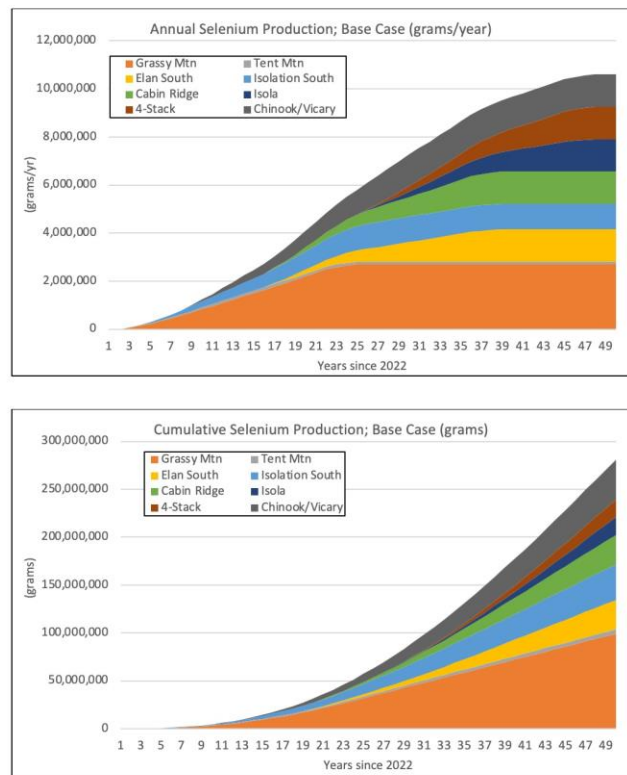 Annual Selenium Production; Base Case (grams/year)
12,000,000
10,000,000
8,000,000
6,000,000
4,000,000
2,000,000
0
(grams/yr)
Grassy Mtn Tent Mtn
Elan South Isolation South
Cabin Ridge Isola
4-Stack Chinook/Vicary
1 3 5 7 9 11 13 15 17 19 21 23 25 27 29 31 33 35 37 39 41 43 45 47 49
Years since 2022
Cumulative Selenium Production; Base Case (grams)
300,000,000
250,000,000
200,000,000
150,000,000
100,000,000
50,000,000
0
(grams)
Grassy Mtn Tent Mtn
Elan South Isolation South
Cabin Ridge Isola
4-Stack Chinook/Vicary
1 3 5 7 9 11 13 15 17 19 21 23 25 27 29 31 33 35 37 39 41 43 45 47 49
Years since 2022